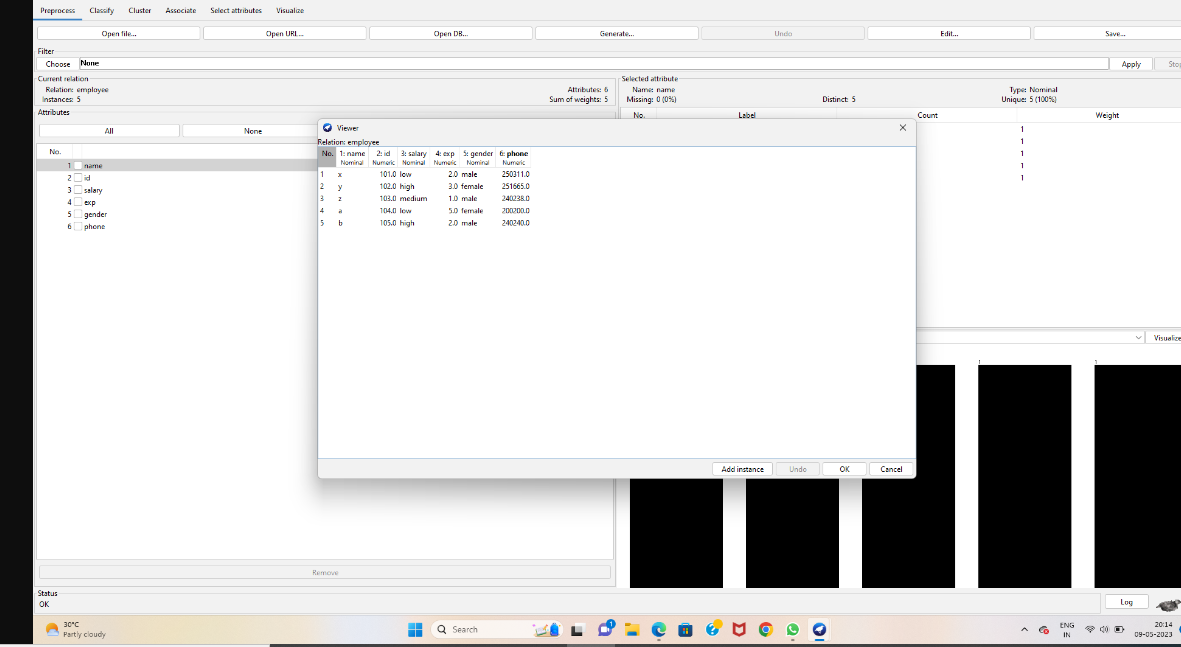 Preprocess Classify Cluster Associate Select attributes Visualize
Open file... Open URL... Open DB... Generate... Undo Edit... Save...
Filter
Choose None Apply Stop
Current relation
Relation: employee Attributes: 6
Instances: 5 Sum of weights: 5
Selected attribute
Name: name Type: Nominal
Missing: 0 (0%) Distinct: 5 Unique: 5 (100%)
Attributes
All None
No. Label Count Weight
1
1
1
1
1
No.
1 name
2 id
3 salary
4 exp
5 gender
6 phone
Viewer
Relation: employee
No. 1: name 2: id 3: salary 4: exp 5: gender 6: phone
Nominal Numeric Nominal Numeric Nominal Numeric
1 x 101.0 low 2.0 male 250311.0
2 y 102.0 high 3.0 female 251665.0
3 z 103.0 medium 1.0 male 240238.0
4 a 104.0 low 5.0 female 200200.0
5 b 105.0 high 2.0 male 240240.0
Add instance Undo OK Cancel
Visualize
1 1
Remove
Status
OK
Log
30°C
Partly cloudy
Search
1
ENG
IN
20:14
09-05-2023